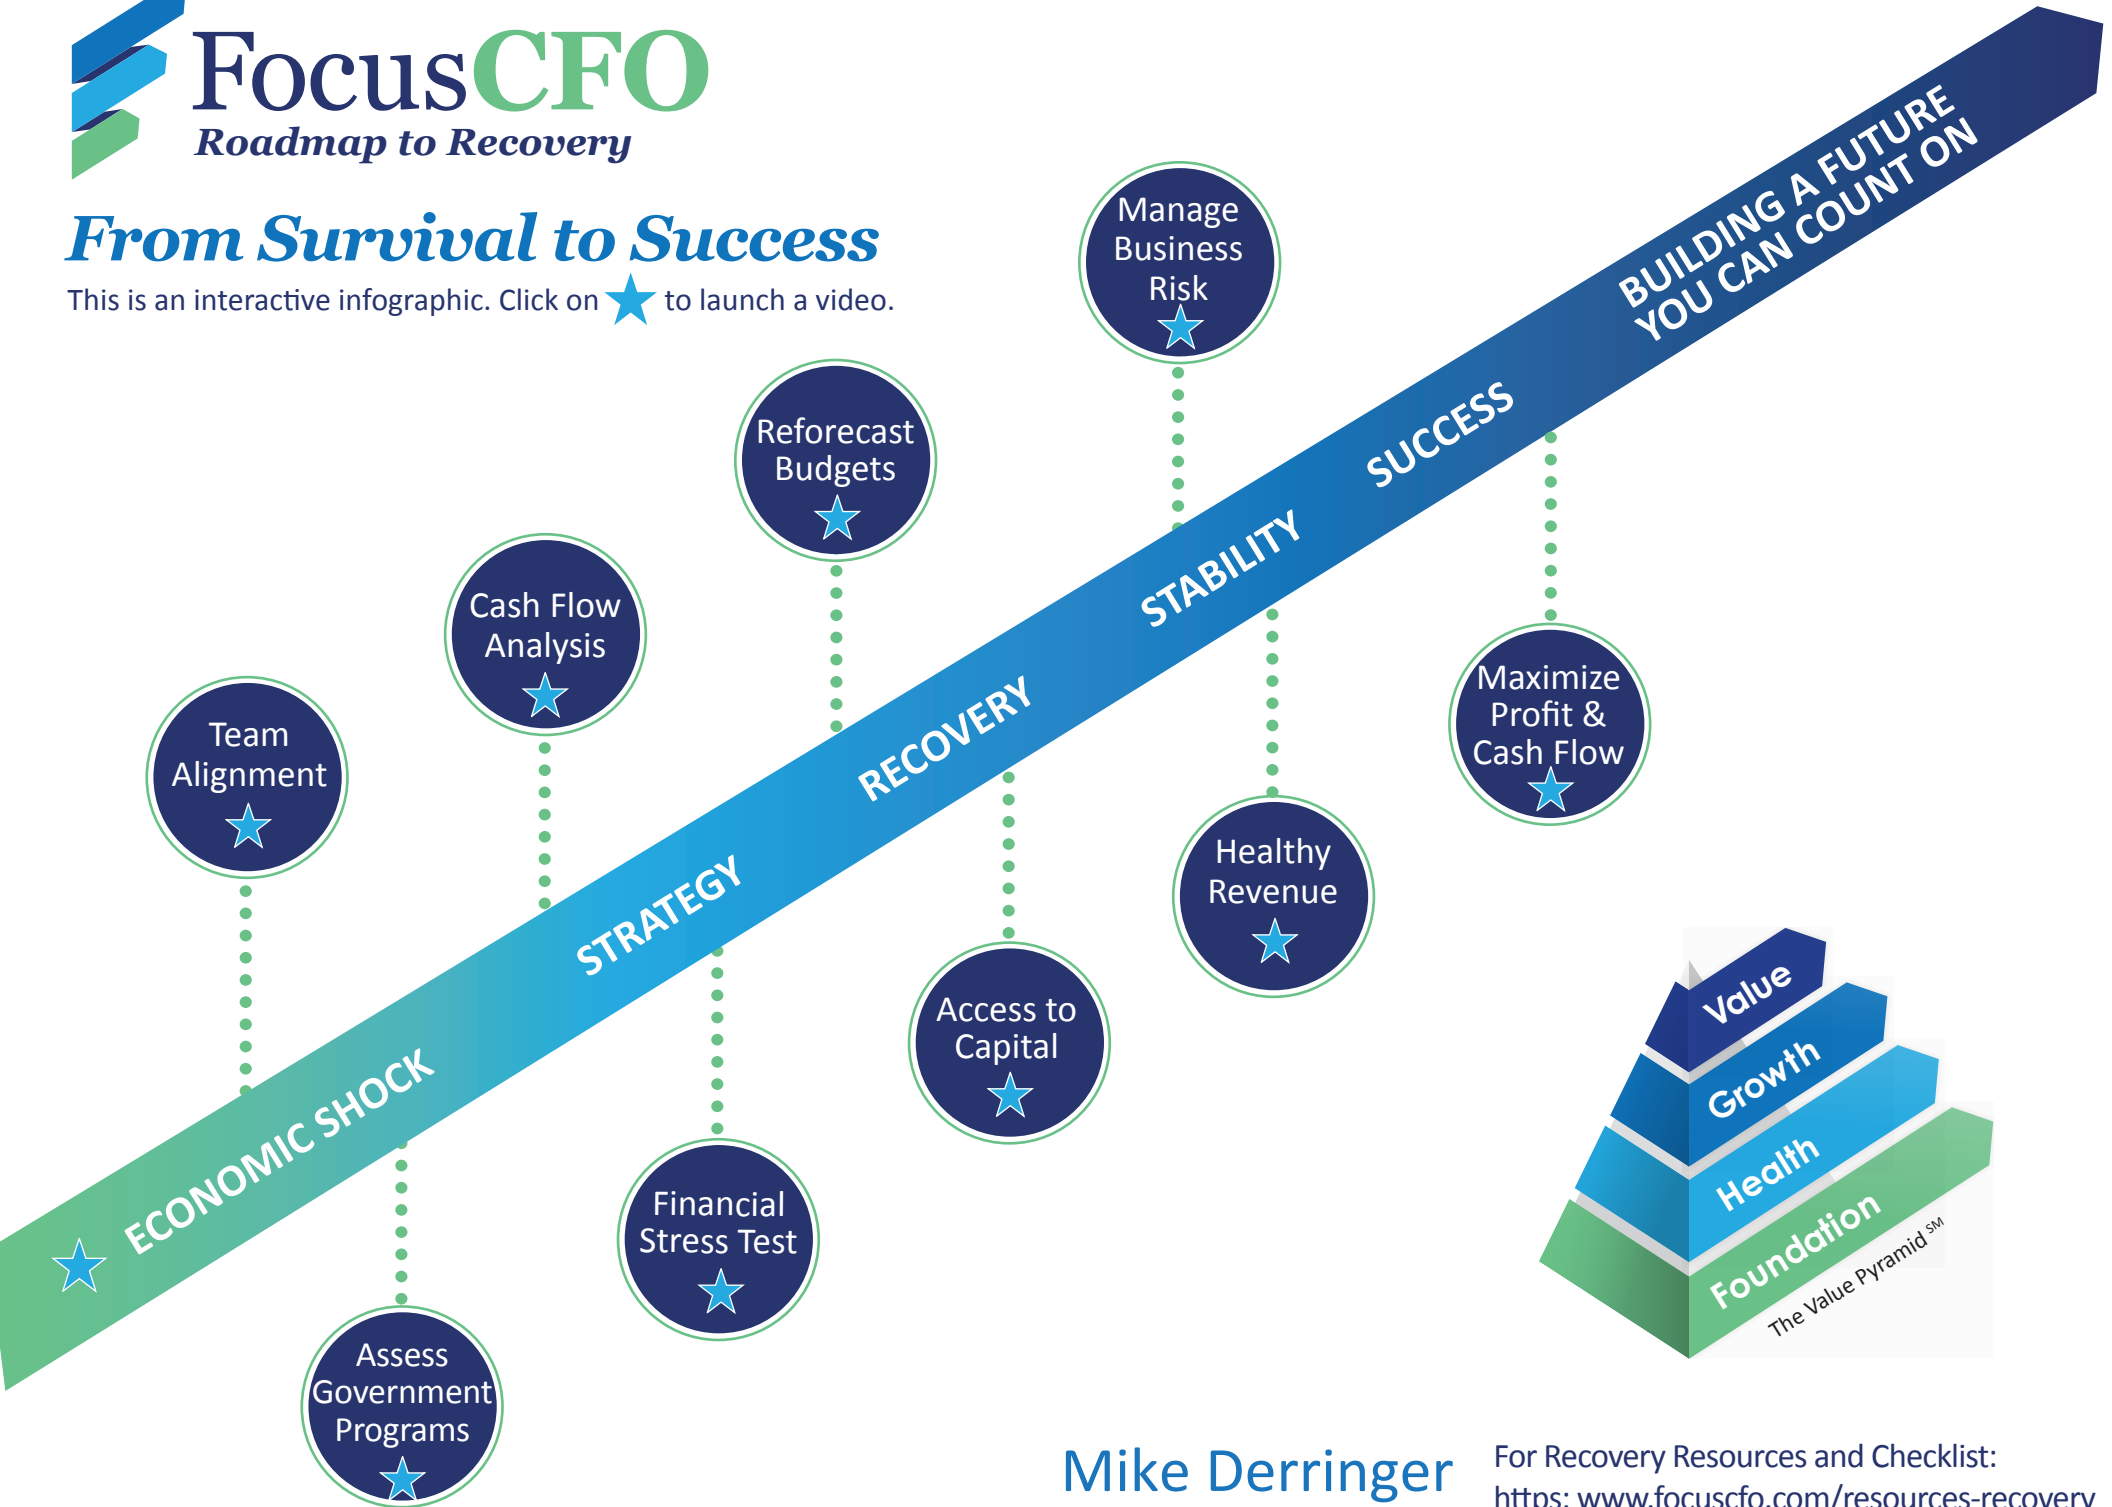 FocusCFO
Roadmap to Recovery
From Survival to Success
This is an interactive infographic. Click on to launch a video.
Manage
Business
Risk
Reforecast
Budgets
Cash Flow
Analysis
Team
Alignment
ECONOMIC SHOCK
STRATEGY
RECOVERY
STABILITY
SUCCESS
BUILDING A FUTURE
YOU CAN COUNT ON
Maximize
Profit &
Cash Flow
Healthy
Revenue
Access to
Capital
Financial
Stress Test
Assess
Government
Programs
Value
Growth
Health
Foundation
The Value Pyramid SM
Mike Derringer
For Recovery Resources and Checklist:
https: www.focuscfo.com/resources-recovery